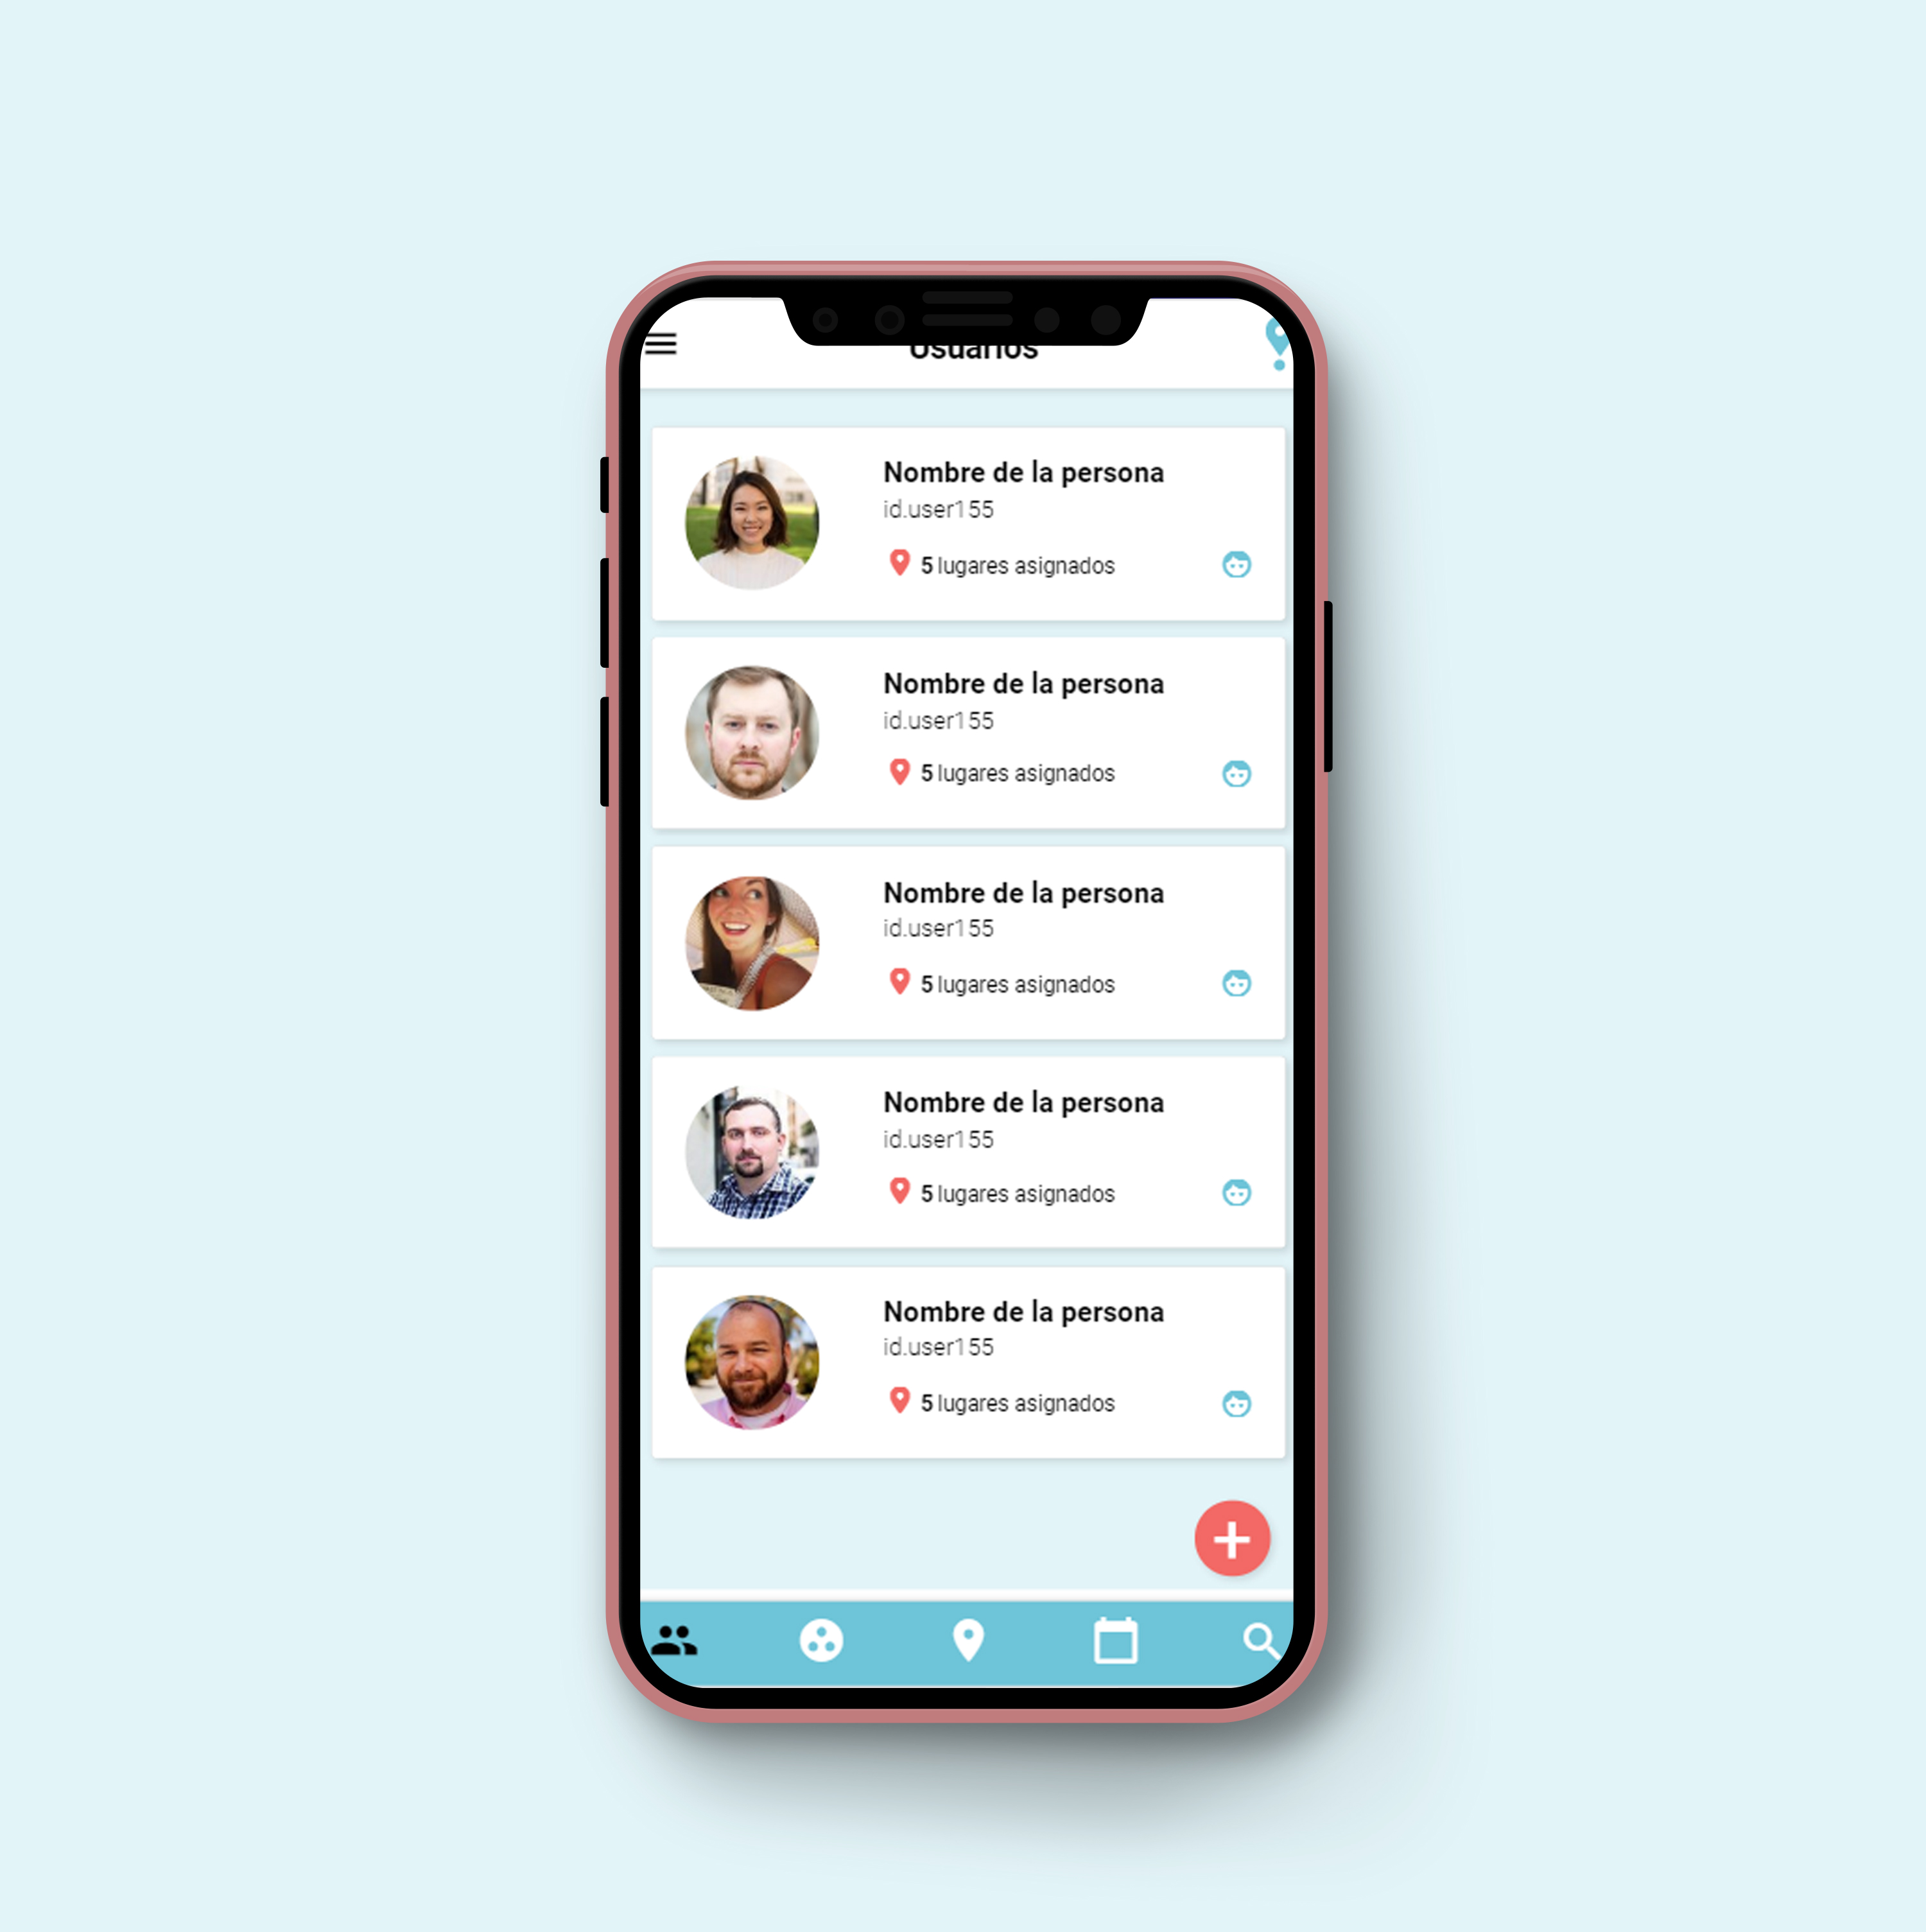 Usuarios
Nombre de la persona
id.user155
5 lugares asignados
Nombre de la persona
id.user155
5 lugares asignados
Nombre de la persona
id.user155
5 lugares asignados
Nombre de la persona
id.user155
5 lugares asignados
Nombre de la persona
id.user155
5 lugares asignados